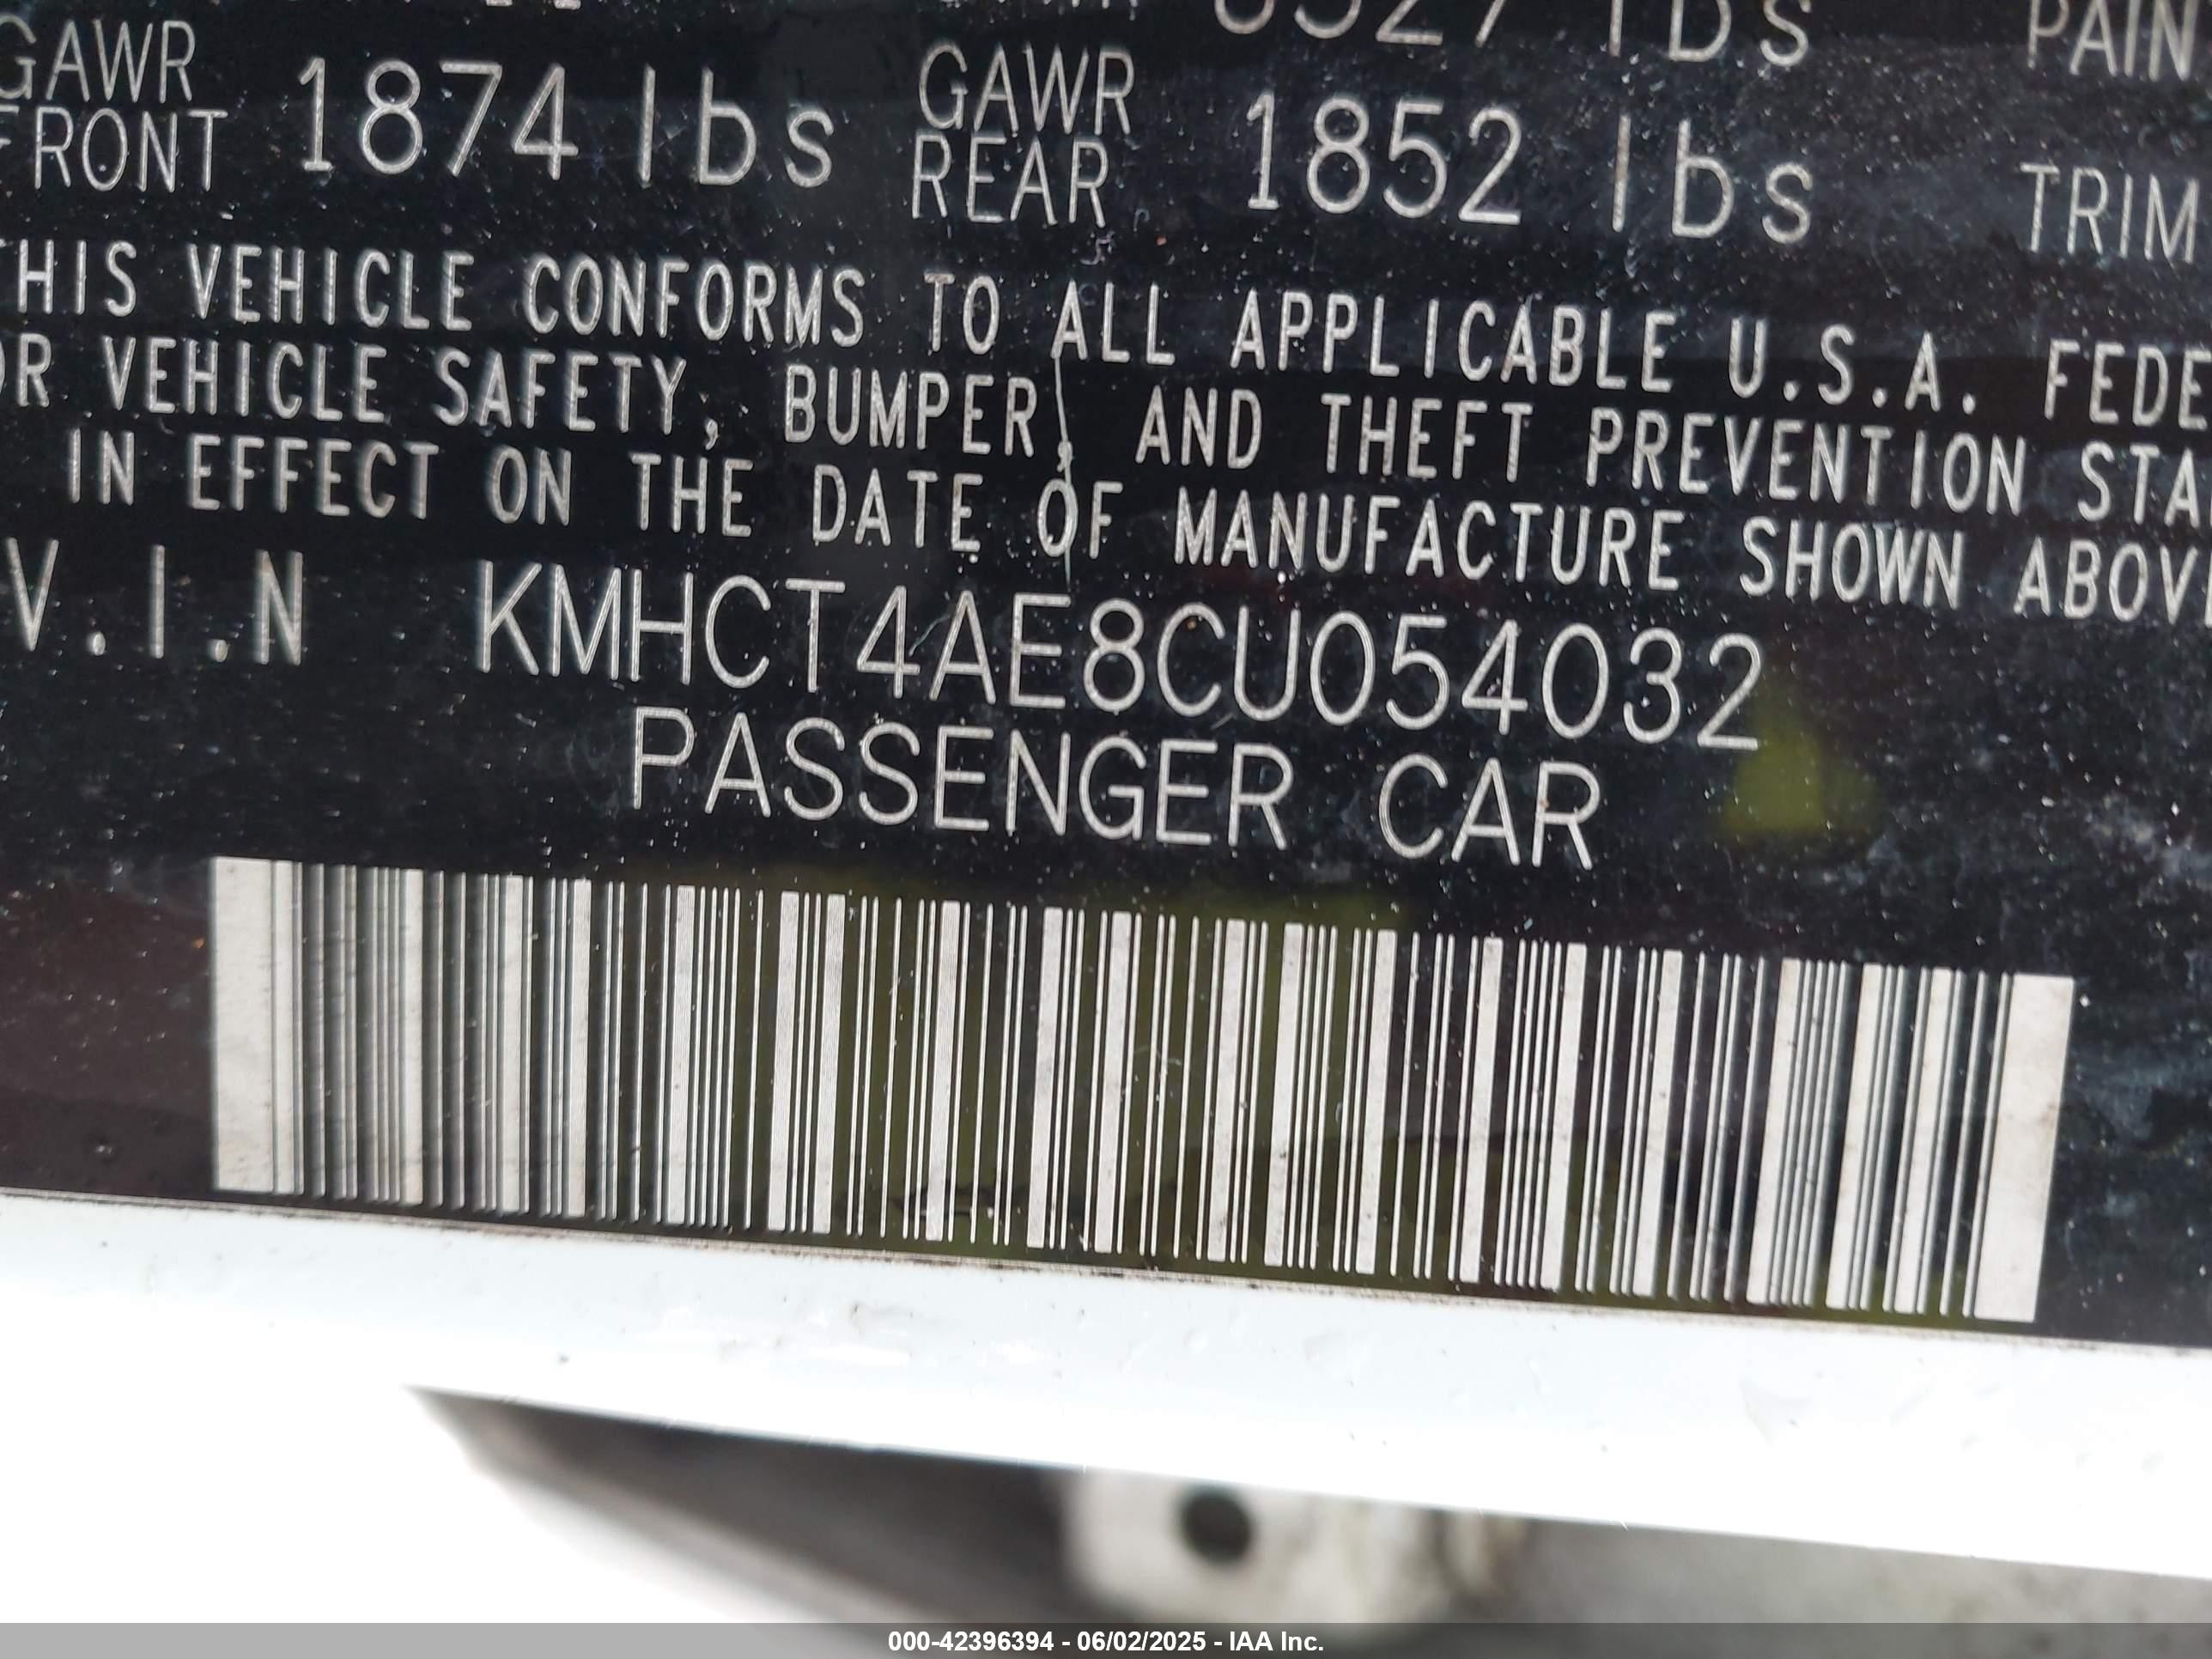 GAWR FRONT 1874 lbs GAWR REAR 1852 lbs TRIM
THIS VEHICLE CONFORMS TO ALL APPLICABLE U.S.A. FEDE
OR VEHICLE SAFETY, BUMPER, AND THEFT PREVENTION STA
IN EFFECT ON THE DATE OF MANUFACTURE SHOWN ABOVE
V.I.N KMHCT4AE8CU054032
PASSENGER CAR
000-42396394 - 06/02/2025 - IAA Inc.